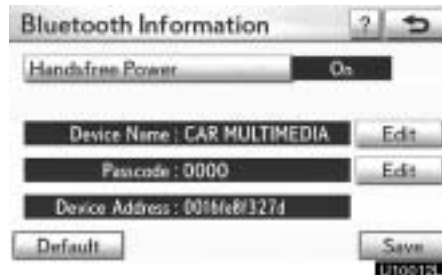 Bluetooth Information ?
Handsfree Power On
Device Name : CAR MULTIMEDIA Edit
Passcode : 0000 Edit
Device Address : 0016fe8f327d
Default Save